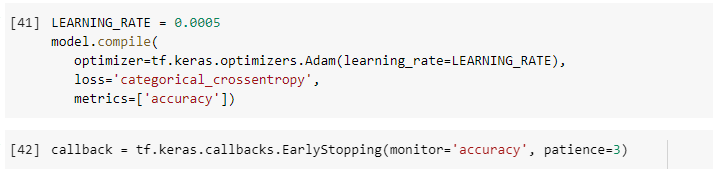 [41] LEARNING_RATE = 0.0005
model.compile(
optimizer=tf.keras.optimizers.Adam(learning_rate=LEARNING_RATE),
loss='categorical_crossentropy',
metrics=['accuracy'])
[42] callback = tf.keras.callbacks.EarlyStopping(monitor='accuracy', patience=3)